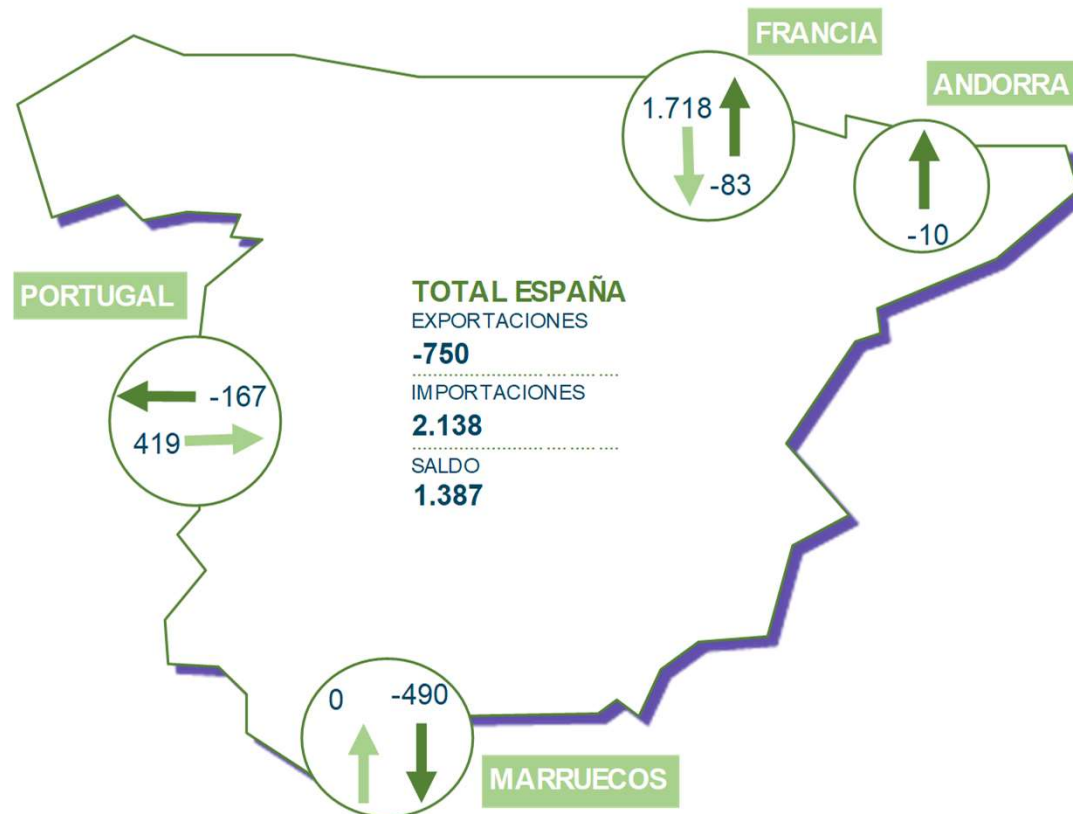 FRANCIA
1.718
-83
ANDORRA
-10
PORTUGAL
-167
419
TOTAL ESPAÑA
EXPORTACIONES
-750
IMPORTACIONES
2.138
SALDO
1.387
0
-490
MARRUECOS